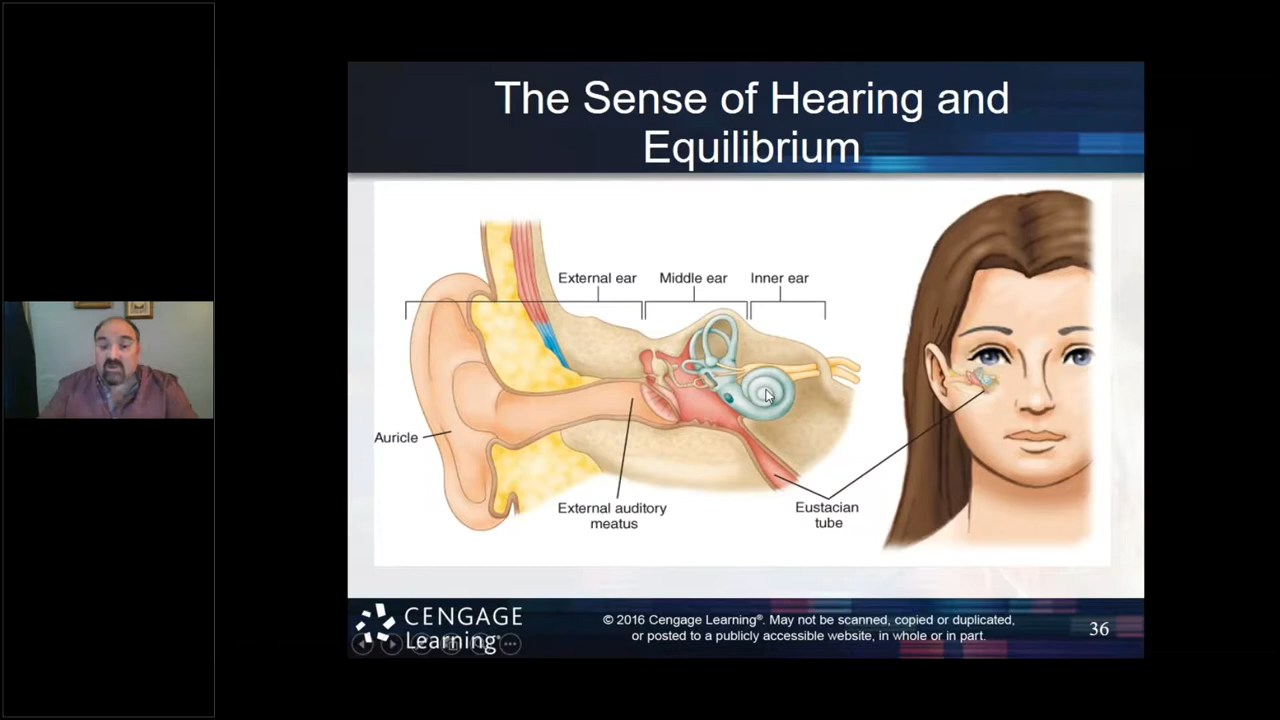 The Sense of Hearing and
Equilibrium
External ear
Middle ear
Inner ear
Auricle
External auditory
meatus
Eustacian
tube
CENGAGE
Learning®
© 2016 Cengage Learning®. May not be scanned, copied or duplicated,
or posted to a publicly accessible website, in whole or in part.
36